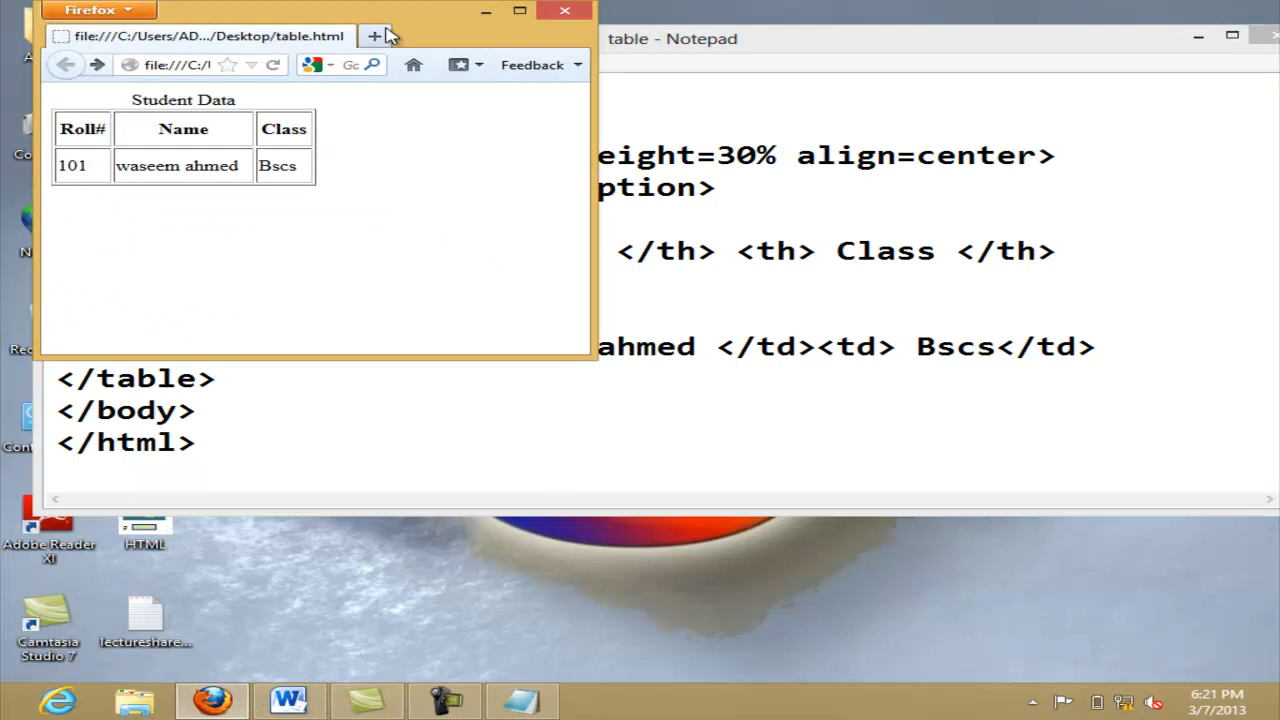 Firefox
file:///C:/Users/AD.../Desktop/table.html
table - Notepad
file:///C:/
Feedback
Student Data
Roll# Name Class
101 waseem ahmed Bscs
eight=30% align=center>
ption>
</th> <th> Class </th>
ahmed </td><td> Bscs</td>
</table>
</body>
</html>
Adobe Reader XI
HTML
Camtasia Studio 7
lectureshare...
6:21 PM
3/7/2013